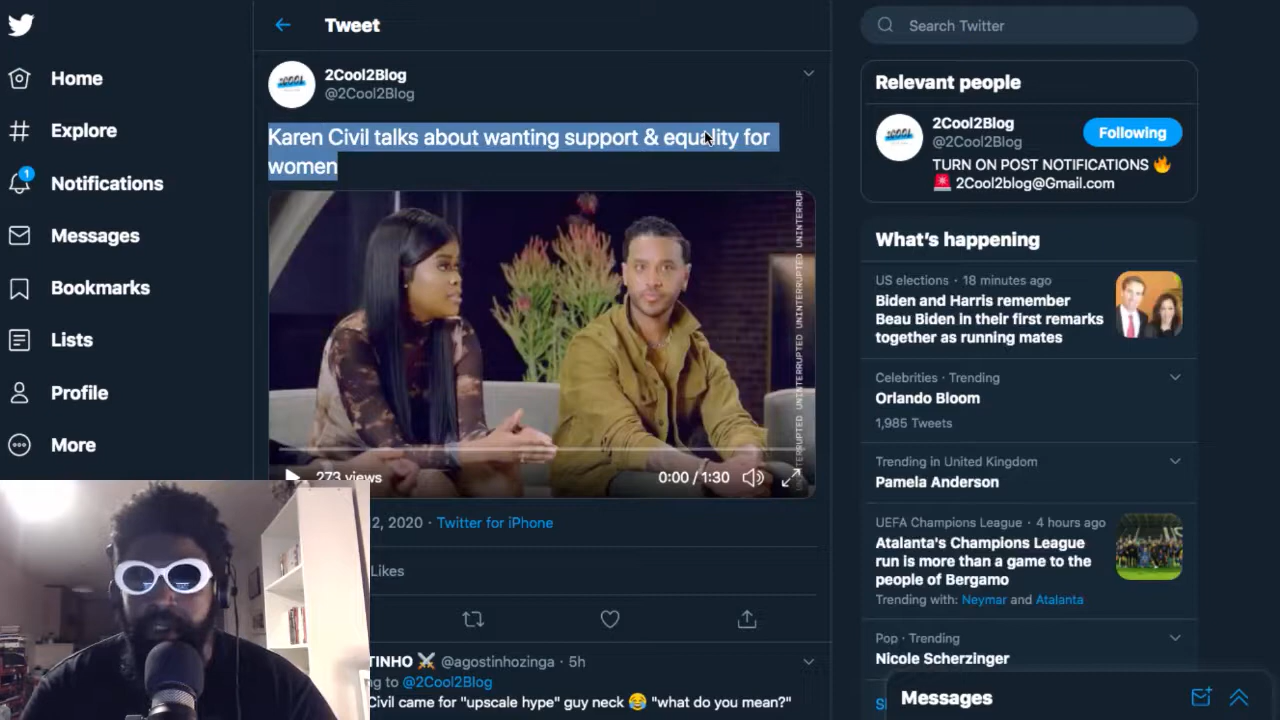 Home
Explore
1
Notifications
Messages
Bookmarks
Lists
Profile
More
Tweet
2Cool2Blog
@2Cool2Blog
Karen Civil talks about wanting support & equality for
women
UNINTERRUPTED UNINTERRUPTED
273 views
0:00 / 1:30
2, 2020 · Twitter for iPhone
Likes
TINHO ⚔️ @agostinhozinga · 5h
ng to @2Cool2Blog
Civil came for "upscale hype" guy neck 😂 "what do you mean?"
Search Twitter
Relevant people
2Cool2Blog
@2Cool2Blog
Following
TURN ON POST NOTIFICATIONS 🔥
🚨 2Cool2blog@Gmail.com
What's happening
US elections · 18 minutes ago
Biden and Harris remember
Beau Biden in their first remarks
together as running mates
Celebrities · Trending
Orlando Bloom
1,985 Tweets
Trending in United Kingdom
Pamela Anderson
UEFA Champions League · 4 hours ago
Atalanta's Champions League
run is more than a game to the
people of Bergamo
Trending with: Neymar and Atalanta
Pop · Trending
Nicole Scherzinger
Messages